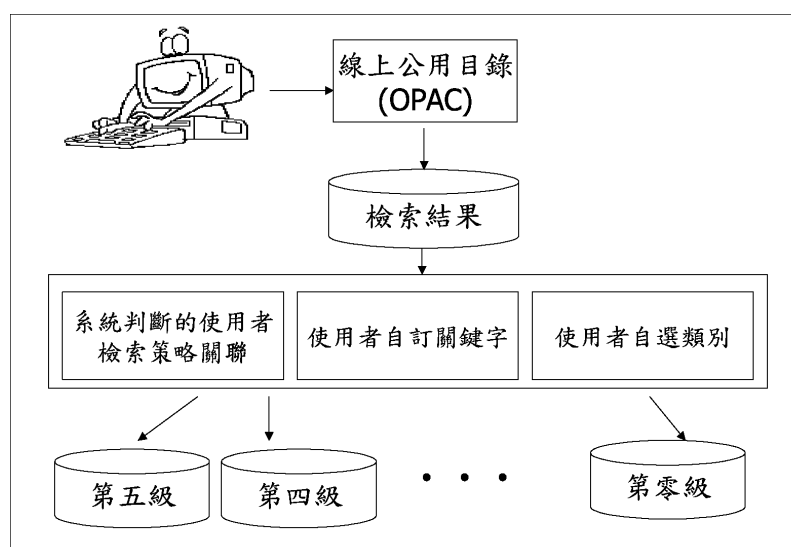 線上公用目錄
(OPAC)
檢索結果
系統判斷的使用者
檢索策略關聯
使用者自訂關鍵字
使用者自選類別
第五級
第四級
第零級